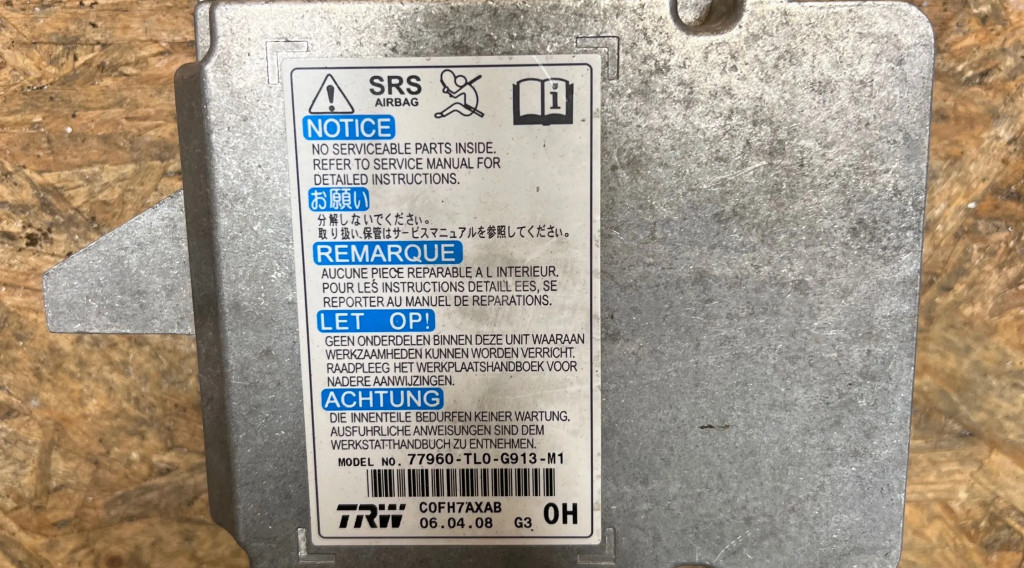 SRS
AIRBAG
NOTICE
NO SERVICEABLE PARTS INSIDE.
REFER TO SERVICE MANUAL FOR
DETAILED INSTRUCTIONS.
お願い
分解しないでください。
取り扱い、保管はサービスマニュアルを参照してください。
REMARQUE
AUCUNE PIECE REPARABLE A L INTERIEUR.
POUR LES INSTRUCTIONS DETAILL EES, SE
REPORTER AU MANUEL DE REPARATIONS.
LET OP!
GEEN ONDERDELEN BINNEN DEZE UNIT WAARAAN
WERKZAAMHEDEN KUNNEN WORDEN VERRICHT.
RAADPLEEG HET WERKPLAATSHANDBOEK VOOR
NADERE AANWIJZINGEN.
ACHTUNG
DIE INNENTEILE BEDURFEN KEINER WARTUNG.
AUSFUHRLICHE ANWEISUNGEN SIND DEM
WERKSTATTHANDBUCH ZU ENTNEHMEN.
MODEL NO. 77960-TL0-G913-M1
TRW C0FH7AXAB
06.04.08 G3 0H